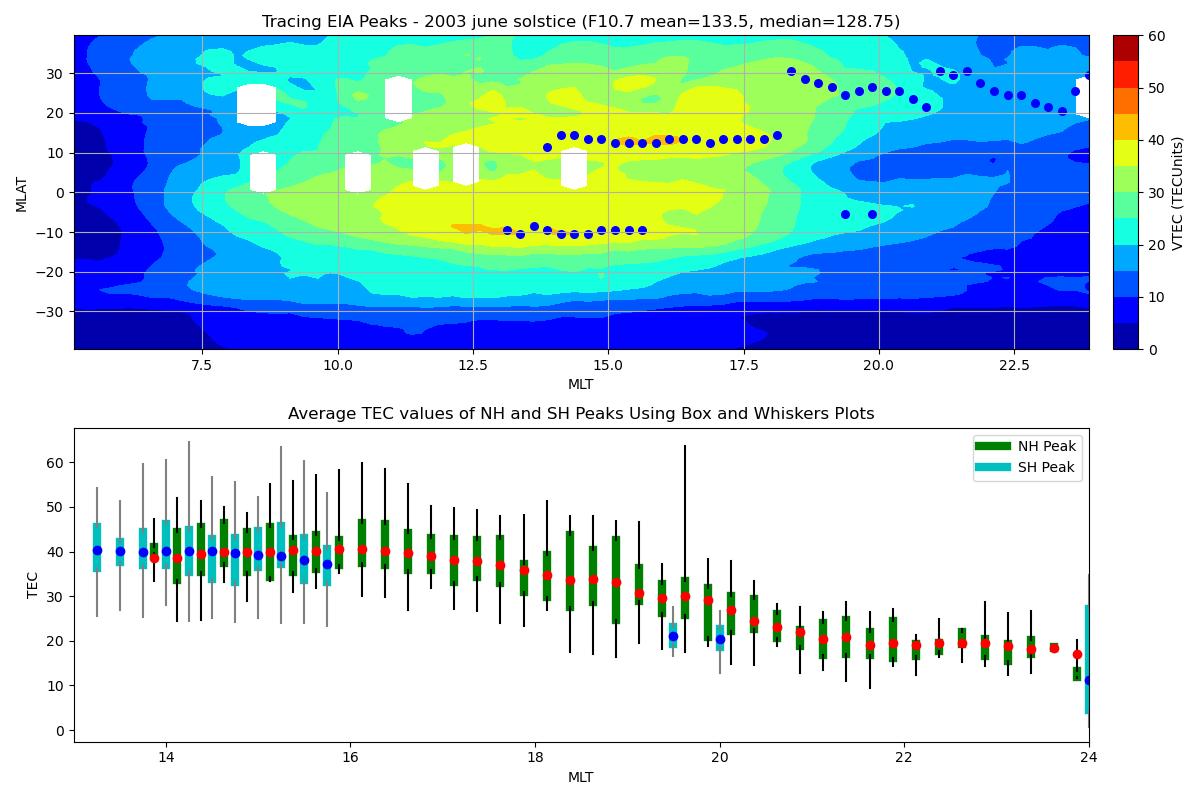 Tracing EIA Peaks - 2003 june solstice (F10.7 mean=133.5, median=128.75)
MLAT
30
20
10
0
−10
−20
−30
7.5 10.0 12.5 15.0 17.5 20.0 22.5
MLT
60
50
40
30
20
10
0
VTEC (TECUnits)
Average TEC values of NH and SH Peaks Using Box and Whiskers Plots
NH Peak
SH Peak
TEC
60
50
40
30
20
10
0
14 16 18 20 22 24
MLT